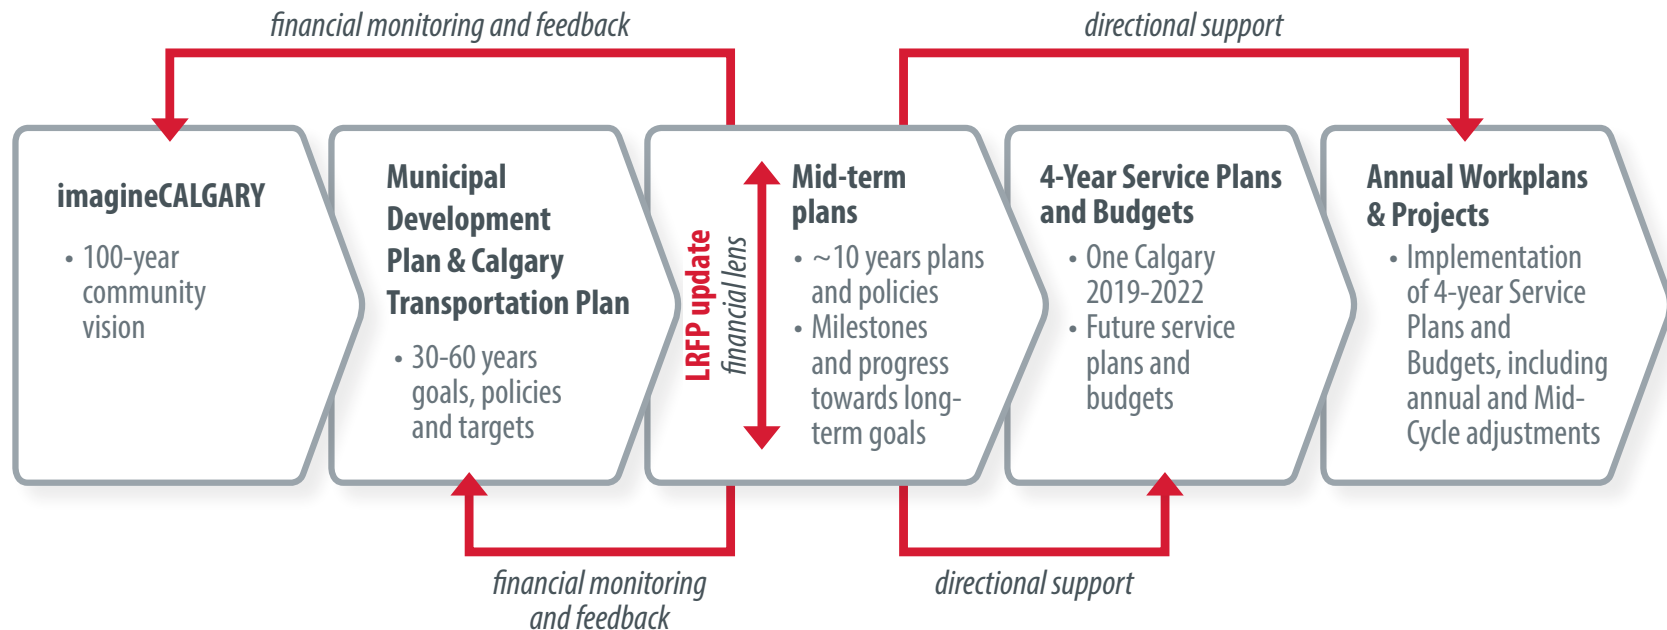 financial monitoring and feedback
directional support
imagineCALGARY
• 100-year
community
vision
Municipal
Development
Plan & Calgary
Transportation Plan
• 30-60 years
goals, policies
and targets
LRFP update
financial lens
Mid-term
plans
• ~10 years plans
and policies
• Milestones
and progress
towards long-
term goals
4-Year Service Plans
and Budgets
• One Calgary
2019-2022
• Future service
plans and
budgets
Annual Workplans
& Projects
• Implementation
of 4-year Service
Plans and
Budgets, including
annual and Mid-
Cycle adjustments
financial monitoring
and feedback
directional support